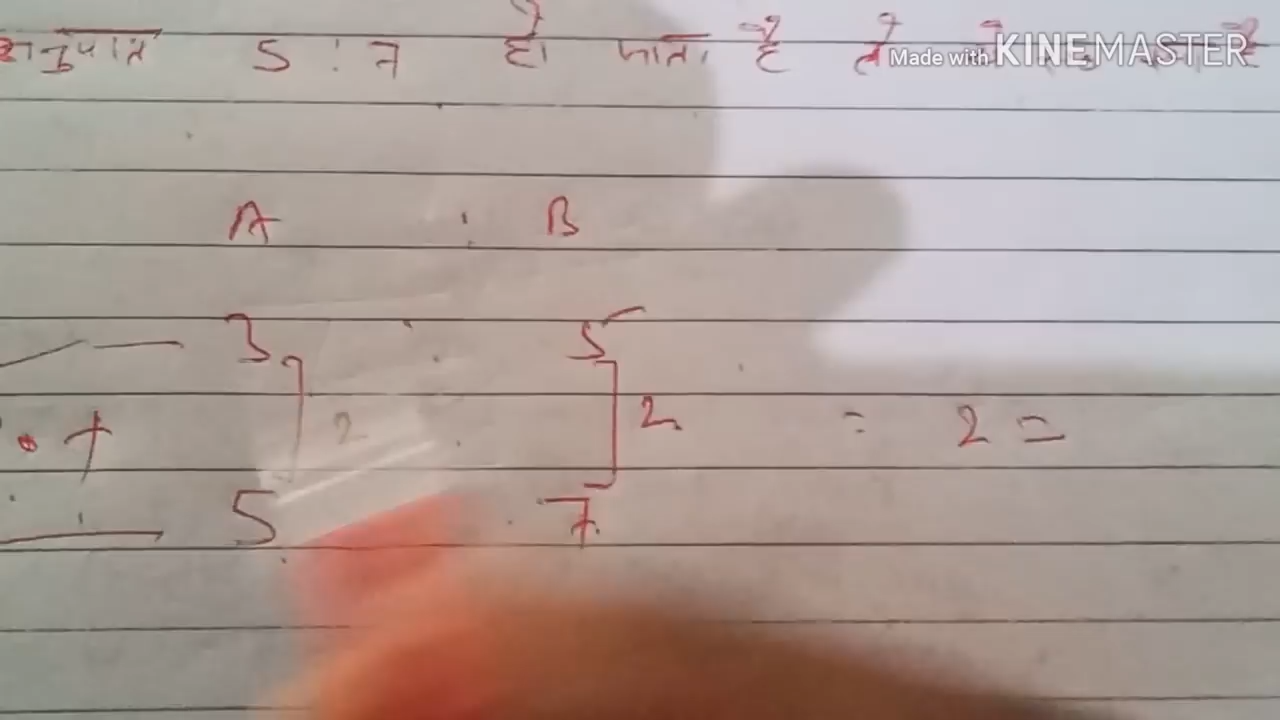 अनुपात 5 : 7 हो जाता है तो
Made with KINEMASTER
A : B
3 5
• + 2 2 = 2 =
5 7